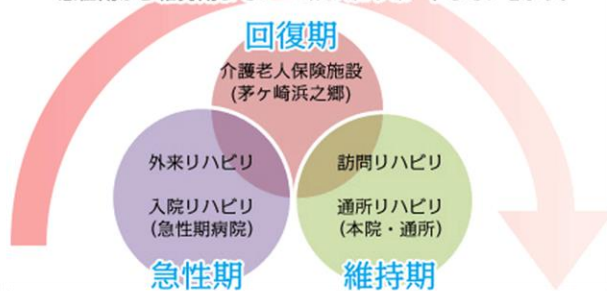 回復期
介護老人保険施設
(茅ケ崎浜之郷)
外来リハビリ
入院リハビリ
(急性期病院)
急性期
訪問リハビリ
通所リハビリ
(本院・通所)
維持期